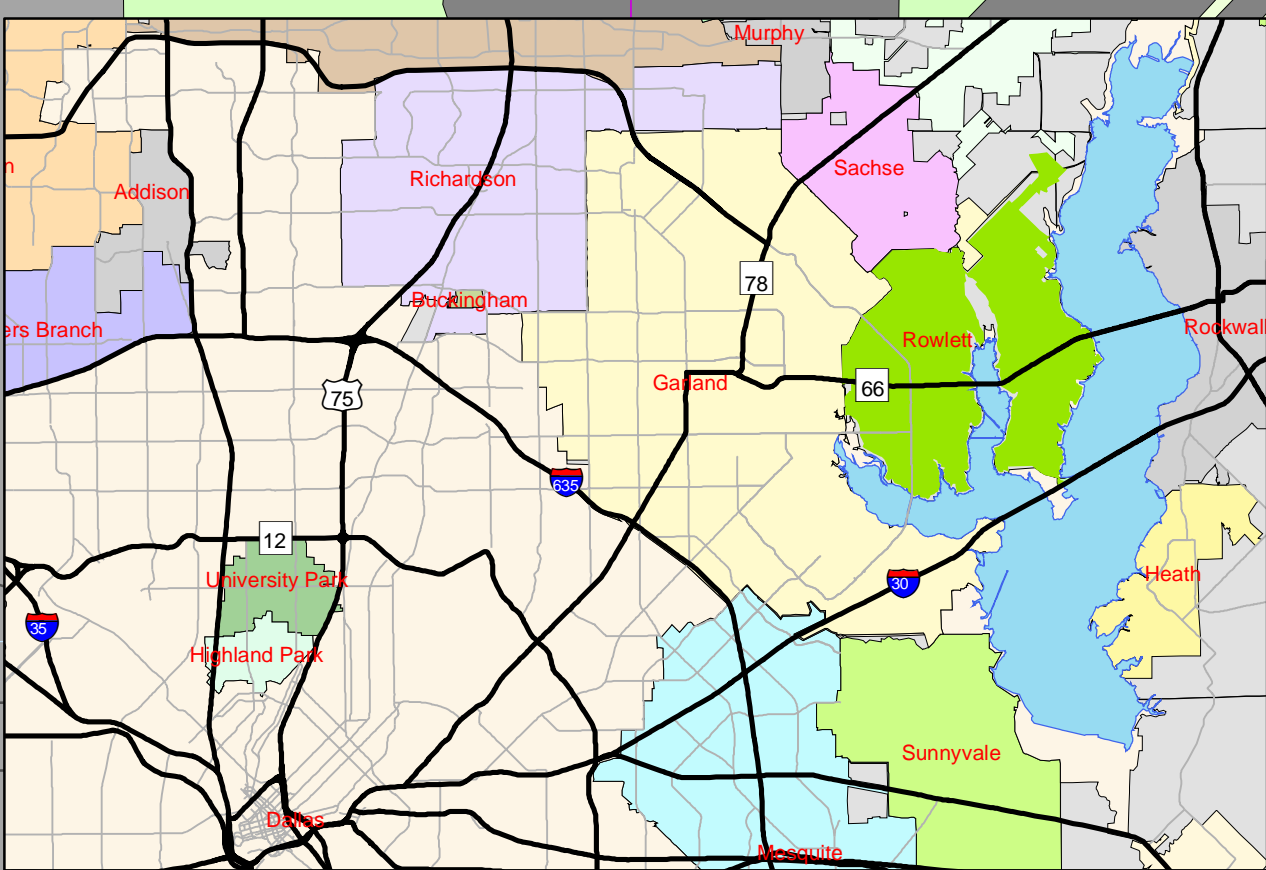 Murphy
n
Sachse
Addison
Richardson
78
Buckingham
ers Branch
Rockwall
Rowlett
Garland
66
75
635
12
University Park
Heath
30
35
Highland Park
Sunnyvale
Dallas
Mesquite